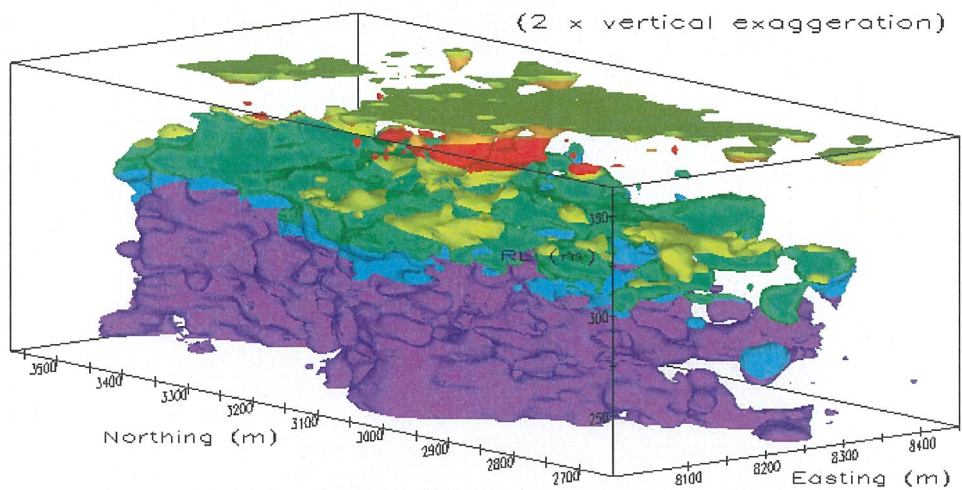 (2 x vertical exaggeration)
350
RL (m)
300
250
3500 3400 3300 3200 3100 3000 2900 2800 2700
Northing (m)
8100 8200 8300 8400
Easting (m)